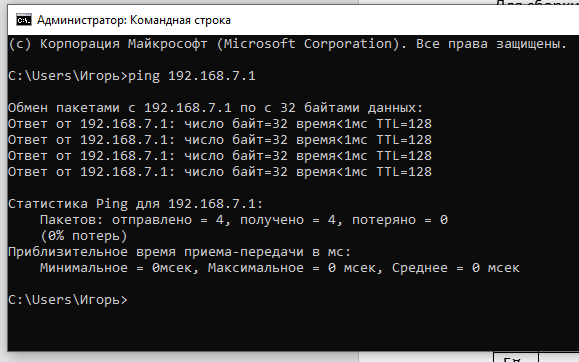 Для сборки
Администратор: Командная строка
(c) Корпорация Майкрософт (Microsoft Corporation). Все права защищены.
C:\Users\Игорь>ping 192.168.7.1
Обмен пакетами с 192.168.7.1 по с 32 байтами данных:
Ответ от 192.168.7.1: число байт=32 время<1мс TTL=128
Ответ от 192.168.7.1: число байт=32 время<1мс TTL=128
Ответ от 192.168.7.1: число байт=32 время<1мс TTL=128
Ответ от 192.168.7.1: число байт=32 время<1мс TTL=128
Статистика Ping для 192.168.7.1:
Пакетов: отправлено = 4, получено = 4, потеряно = 0
(0% потерь)
Приблизительное время приема-передачи в мс:
Минимальное = 0мсек, Максимальное = 0 мсек, Среднее = 0 мсек
C:\Users\Игорь>